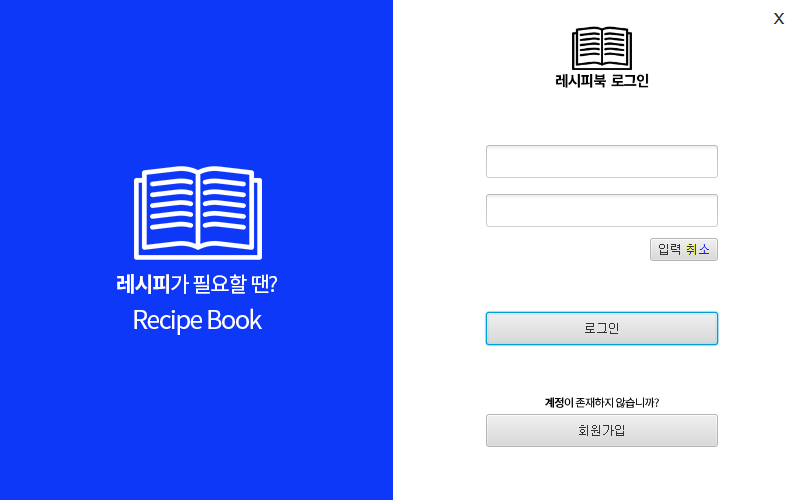 레시피가 필요할 땐?
Recipe Book
X
레시피북 로그인
입력 취소
로그인
계정이 존재하지 않습니까?
회원가입